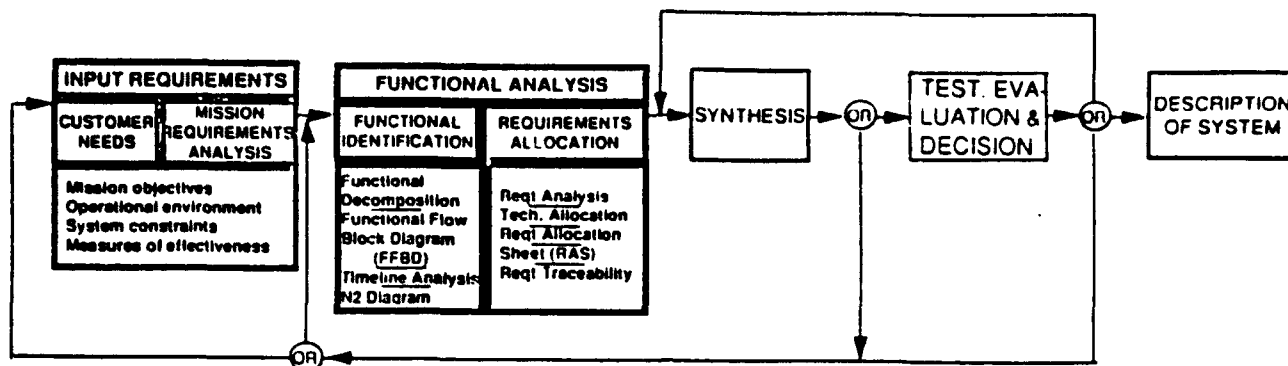 INPUT REQUIREMENTS
CUSTOMER
NEEDS
MISSION
REQUIREMENTS
ANALYSIS
Mission objectives
Operational environment
System constraints
Measures of effectiveness
FUNCTIONAL ANALYSIS
FUNCTIONAL
IDENTIFICATION
Functional
Decomposition
Functional Flow
Block Diagram
(FFBD)
Timeline Analysis
N2 Diagram
REQUIREMENTS
ALLOCATION
Reqt Analysis
Tech. Allocation
Reqt Allocation
Sheet (RAS)
Reqt Traceability
SYNTHESIS
OR
TEST. EVA-
LUATION &
DECISION
OR
DESCRIPTION
OF SYSTEM
OR